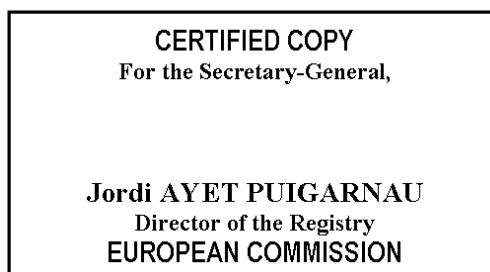 CERTIFIED COPY
For the Secretary-General,
Jordi AYET PUIGARNAU
Director of the Registry
EUROPEAN COMMISSION